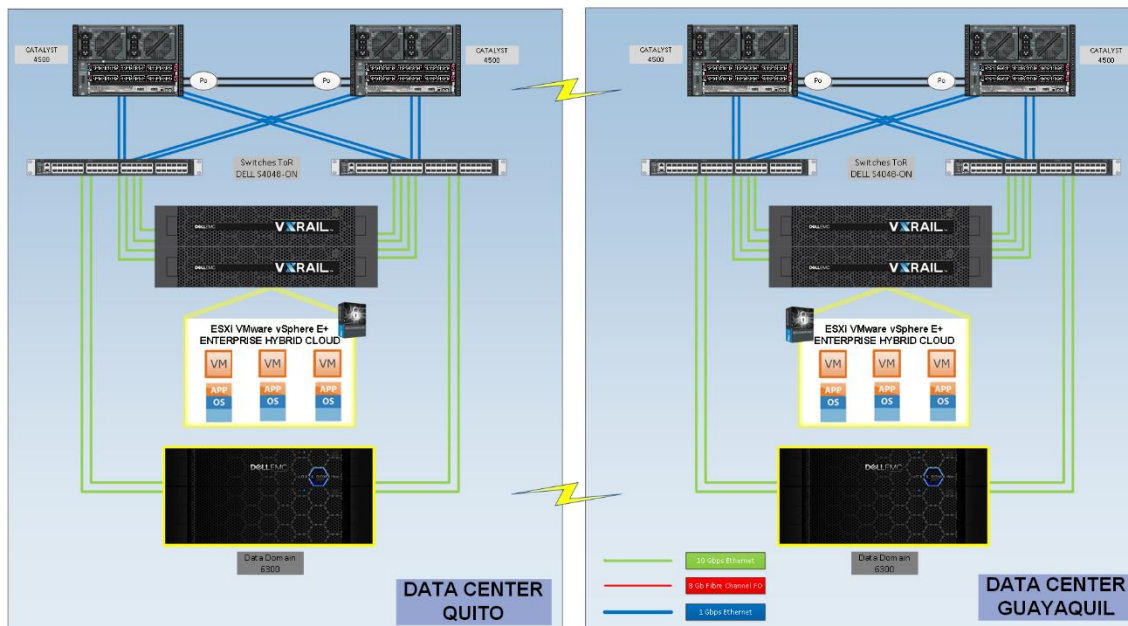 CATALYST
4500
CATALYST
4500
Po
Po
Switches ToR
DELL S4048-ON
DELLEMC
VXRAIL
DELLEMC
VXRAIL
ESXi VMware vSphere E+
ENTERPRISE HYBRID CLOUD
VM VM VM
APP APP APP
OS OS OS
DELLEMC
Data Domain
6300
DATA CENTER
QUITO
CATALYST
4500
CATALYST
4500
Po
Po
Switches ToR
DELL S4048-ON
DELLEMC
VXRAIL
DELLEMC
VXRAIL
ESXi VMware vSphere E+
ENTERPRISE HYBRID CLOUD
VM VM VM
APP APP APP
OS OS OS
DELLEMC
Data Domain
6300
10 Gbps Ethernet
8 Gb Fibre Channel FO
1 Gbps Ethernet
DATA CENTER
GUAYAQUIL